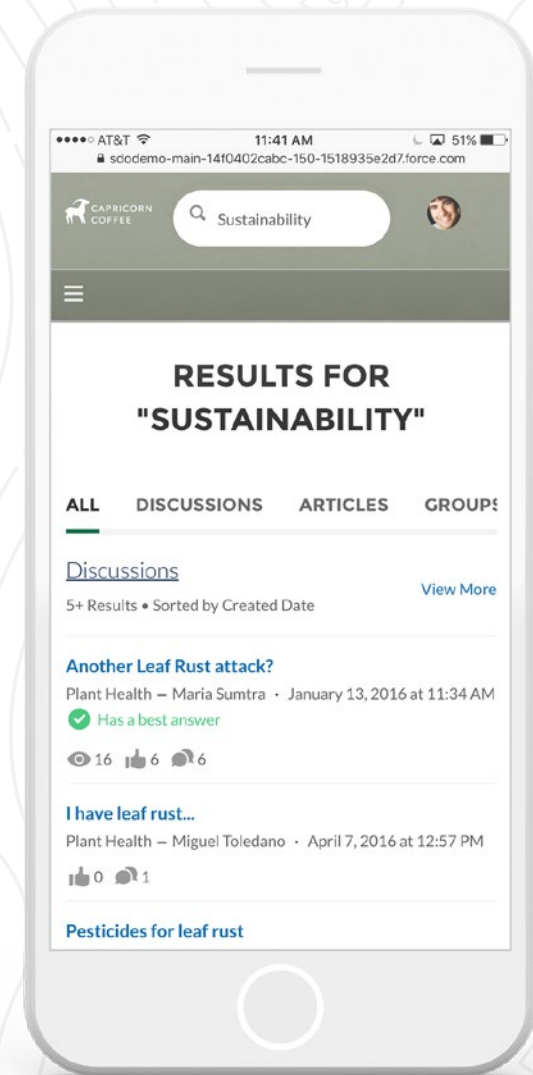 AT&T 11:41 AM 51%
sdodemo-main-14f0402cabc-150-1518935e2d7.force.com
CAPRICORN
COFFEE
Sustainability
RESULTS FOR
"SUSTAINABILITY"
ALL DISCUSSIONS ARTICLES GROUPS
Discussions
View More
5+ Results • Sorted by Created Date
Another Leaf Rust attack?
Plant Health – Maria Sumtra · January 13, 2016 at 11:34 AM
Has a best answer
16 6 6
I have leaf rust...
Plant Health – Miguel Toledano · April 7, 2016 at 12:57 PM
0 1
Pesticides for leaf rust